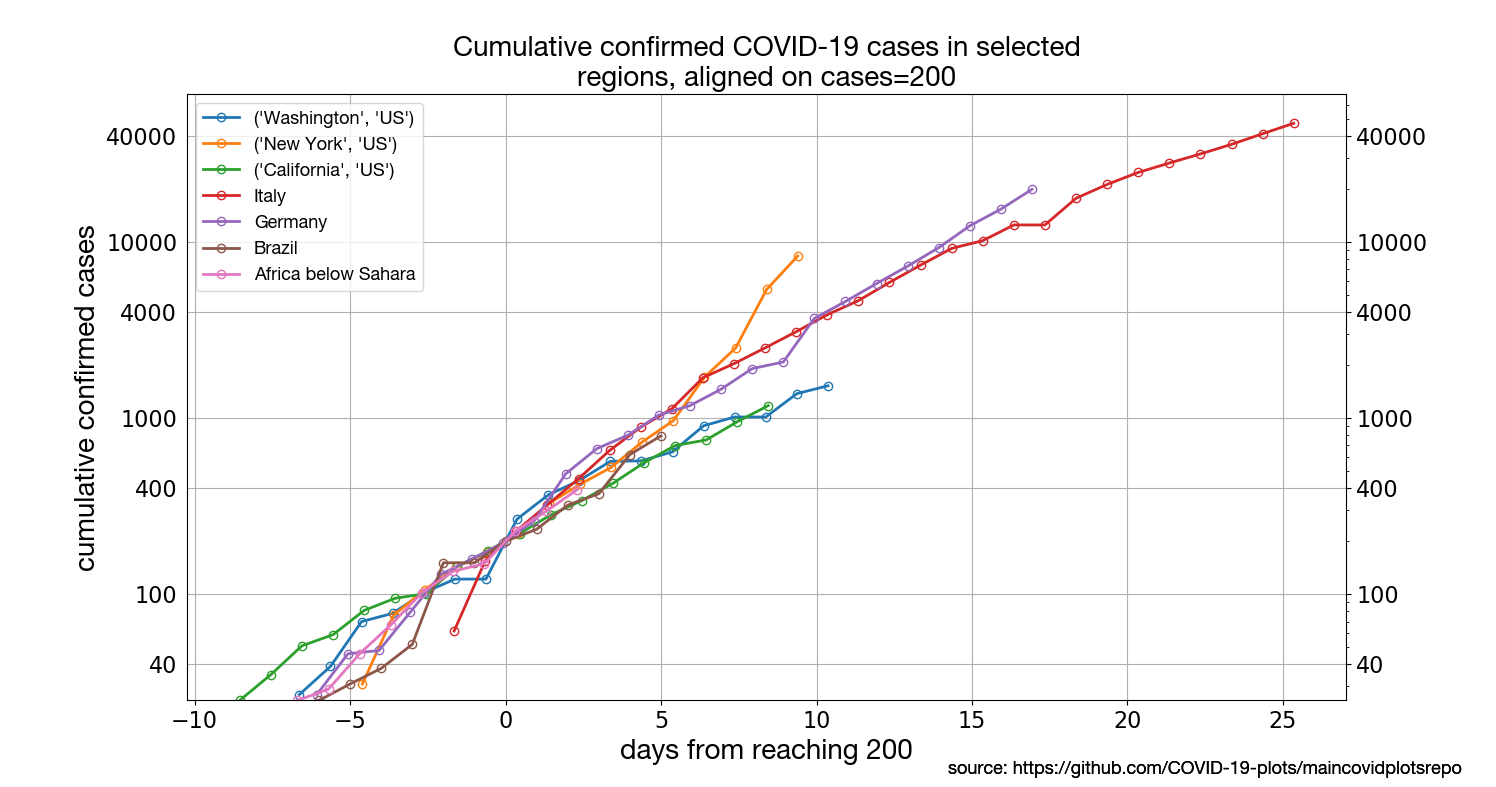 Cumulative confirmed COVID-19 cases in selected
regions, aligned on cases=200
('Washington', 'US')
('New York', 'US')
('California', 'US')
Italy
Germany
Brazil
Africa below Sahara
cumulative confirmed cases
40000
10000
4000
1000
400
100
40
40000
10000
4000
1000
400
100
40
−10 −5 0 5 10 15 20 25
days from reaching 200
source: https://github.com/COVID-19-plots/maincovidplotsrepo